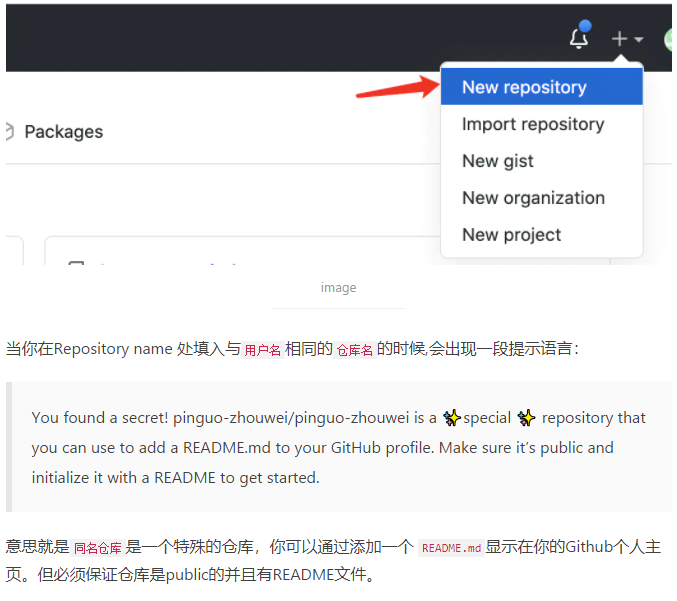 New repository
Packages
Import repository
New gist
New organization
New project
image
当你在Repository name 处填入与 用户名 相同的 仓库名 的时候,会出现一段提示语言：
You found a secret! pinguo-zhouwei/pinguo-zhouwei is a ✨special ✨ repository that
you can use to add a README.md to your GitHub profile. Make sure it’s public and
initialize it with a README to get started.
意思就是 同名仓库 是一个特殊的仓库，你可以通过添加一个 README.md 显示在你的Github个人主
页。但必须保证仓库是public的并且有README文件。